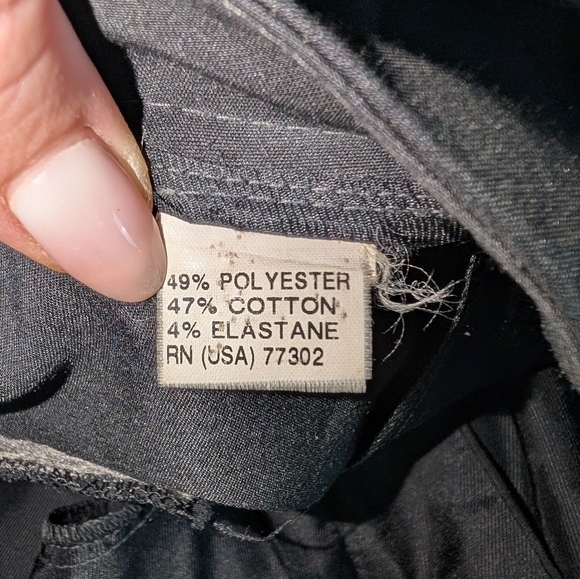 49% POLYESTER
47% COTTON
4% ELASTANE
RN (USA) 77302